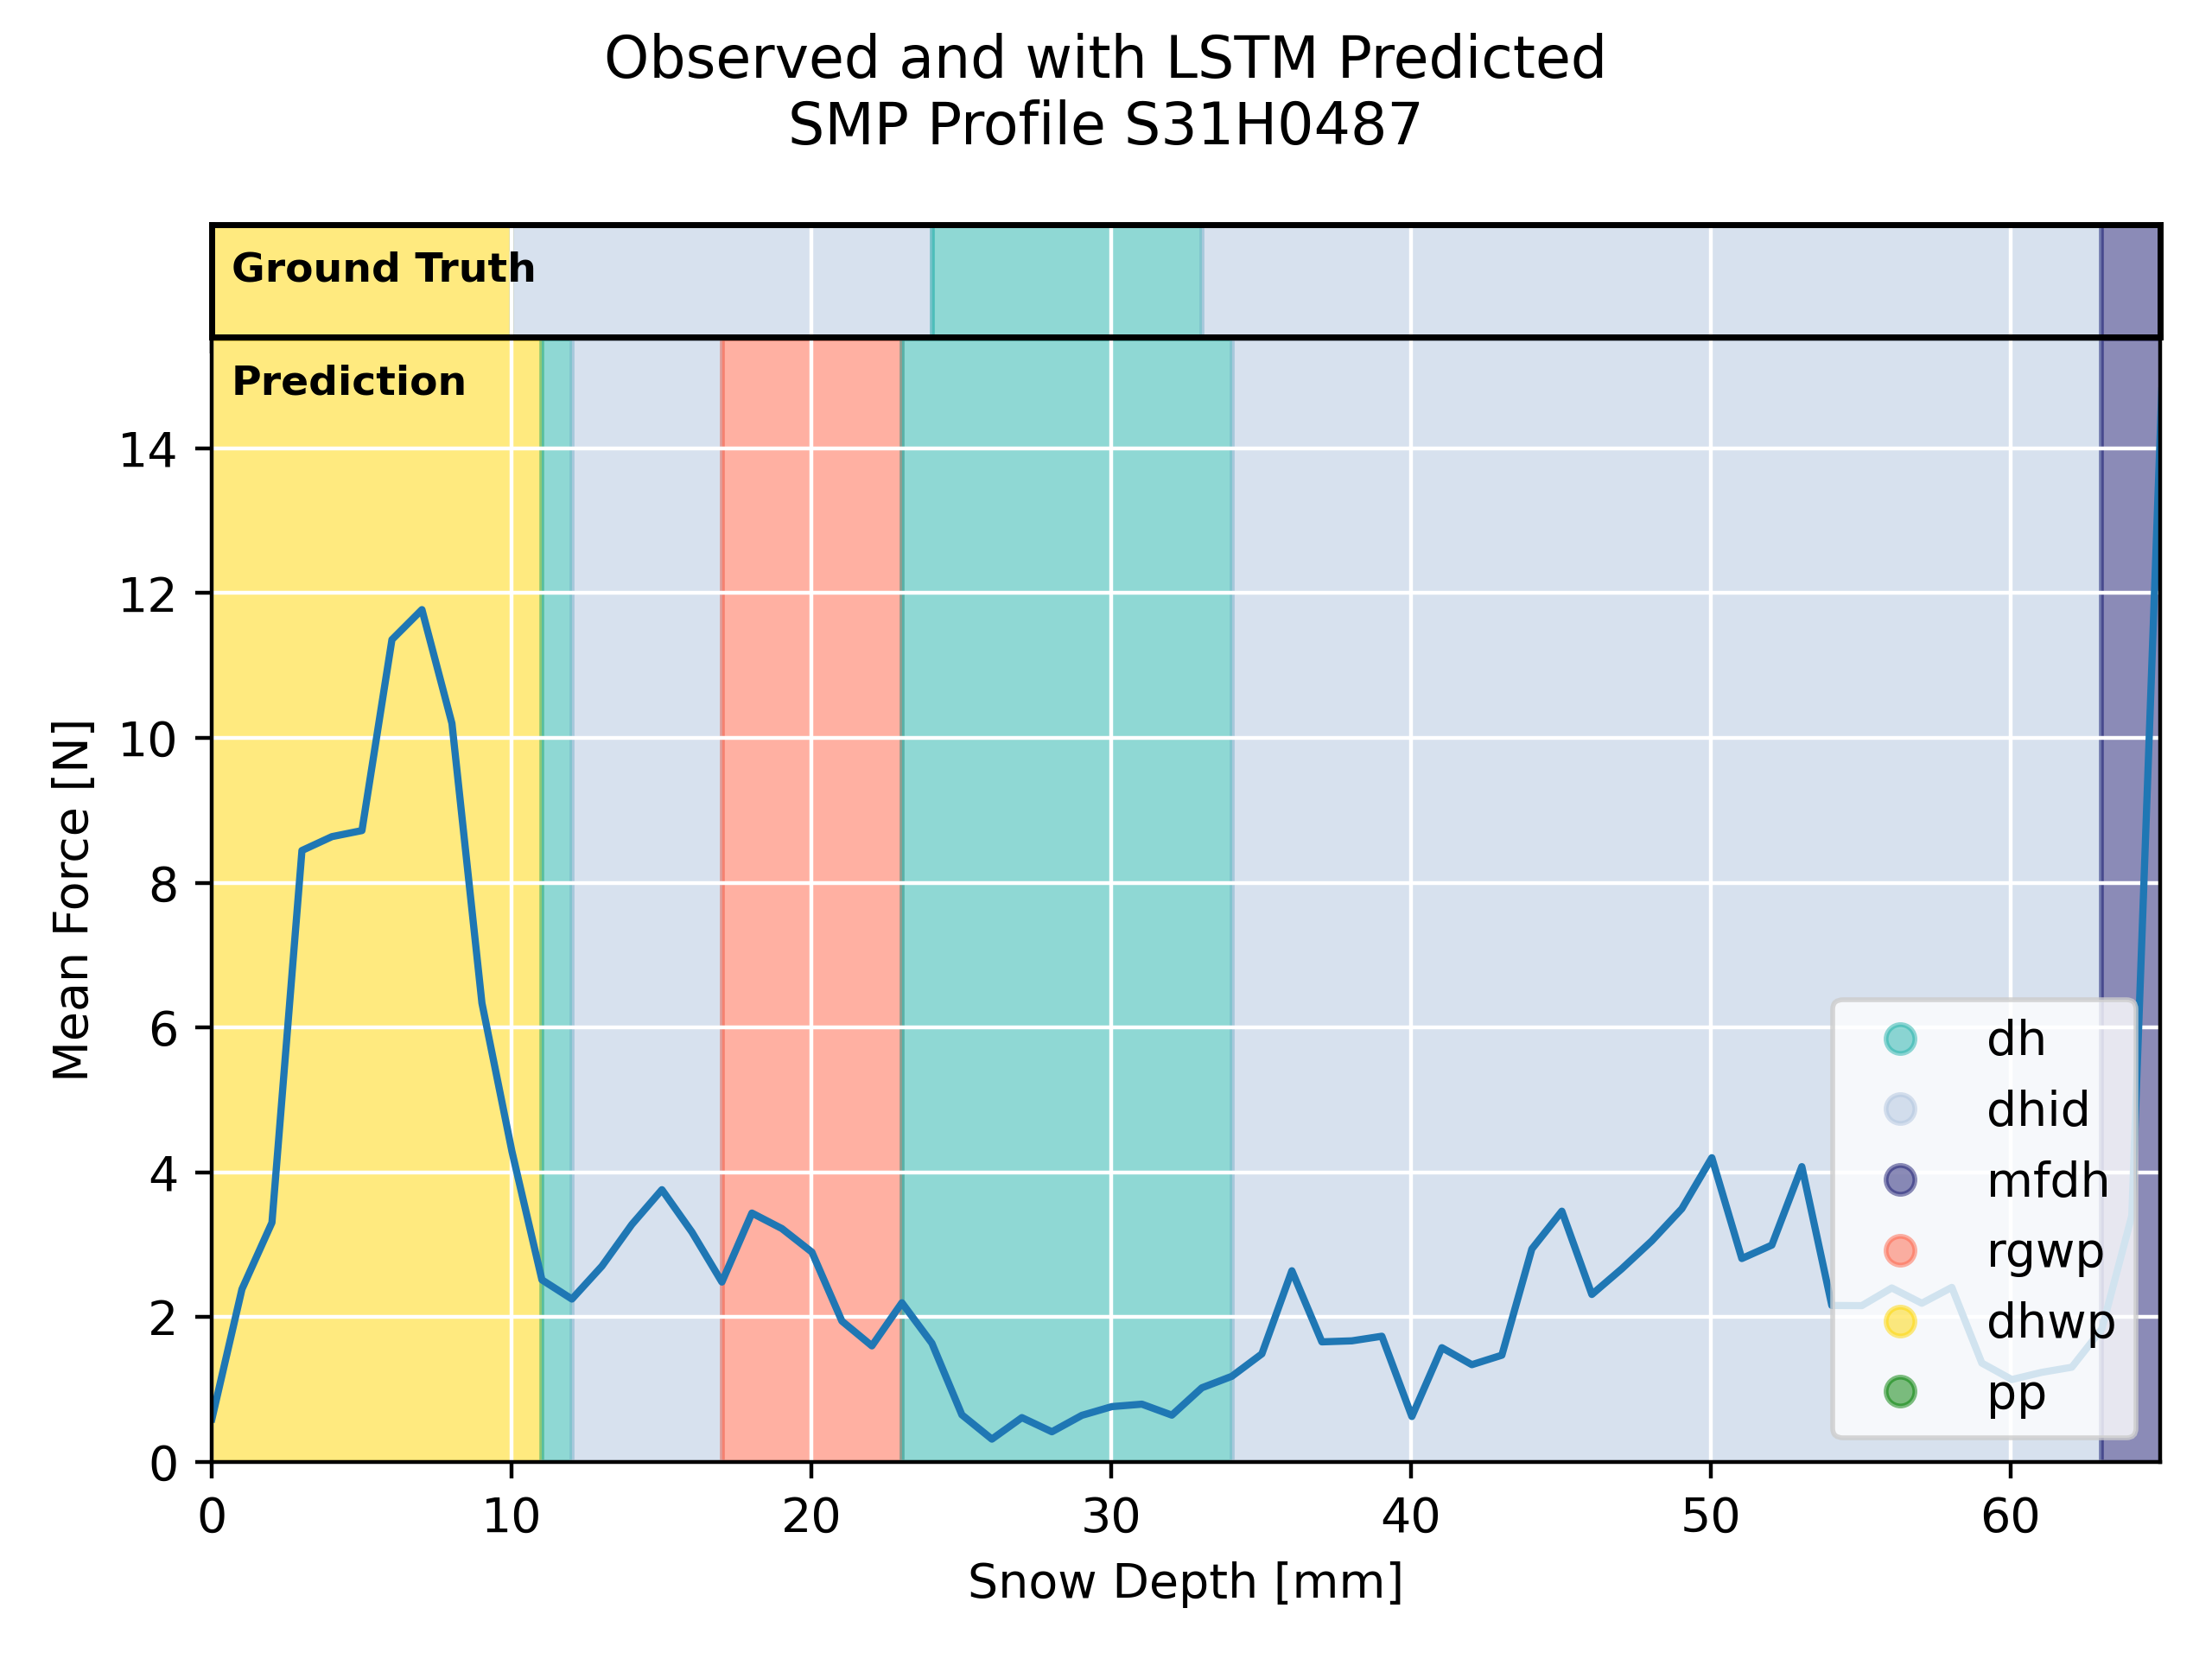 Observed and with LSTM Predicted
SMP Profile S31H0487
Ground Truth
Prediction
14
12
10
8
6
4
2
0
Mean Force [N]
dh
dhid
mfdh
rgwp
dhwp
pp
0 10 20 30 40 50 60
Snow Depth [mm]